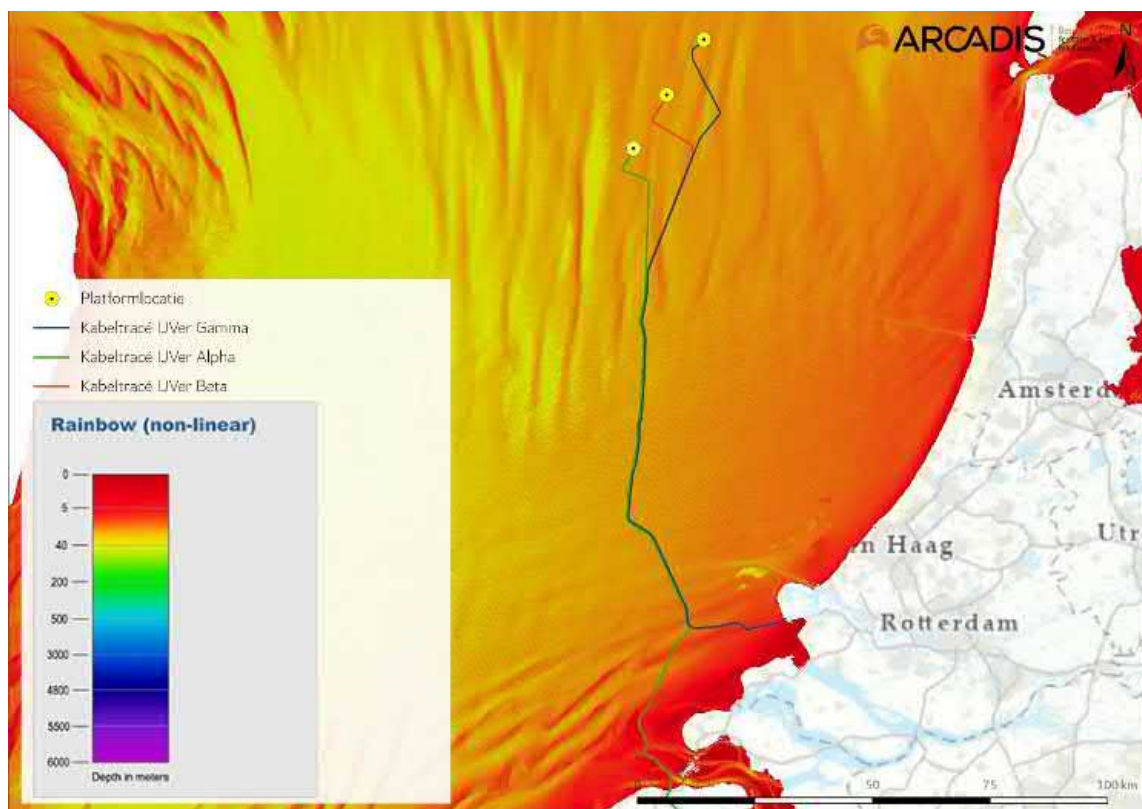 ARCADIS
N
Platformlocatie
Kabeltracé IJVer Gamma
Kabeltracé IJVer Alpha
Kabeltracé IJVer Beta
Rainbow (non-linear)
0
5
40
200
500
3000
4800
5500
6000
Depth in meters
Amsterd
Utr
n Haag
Rotterdam
50
75
100 km